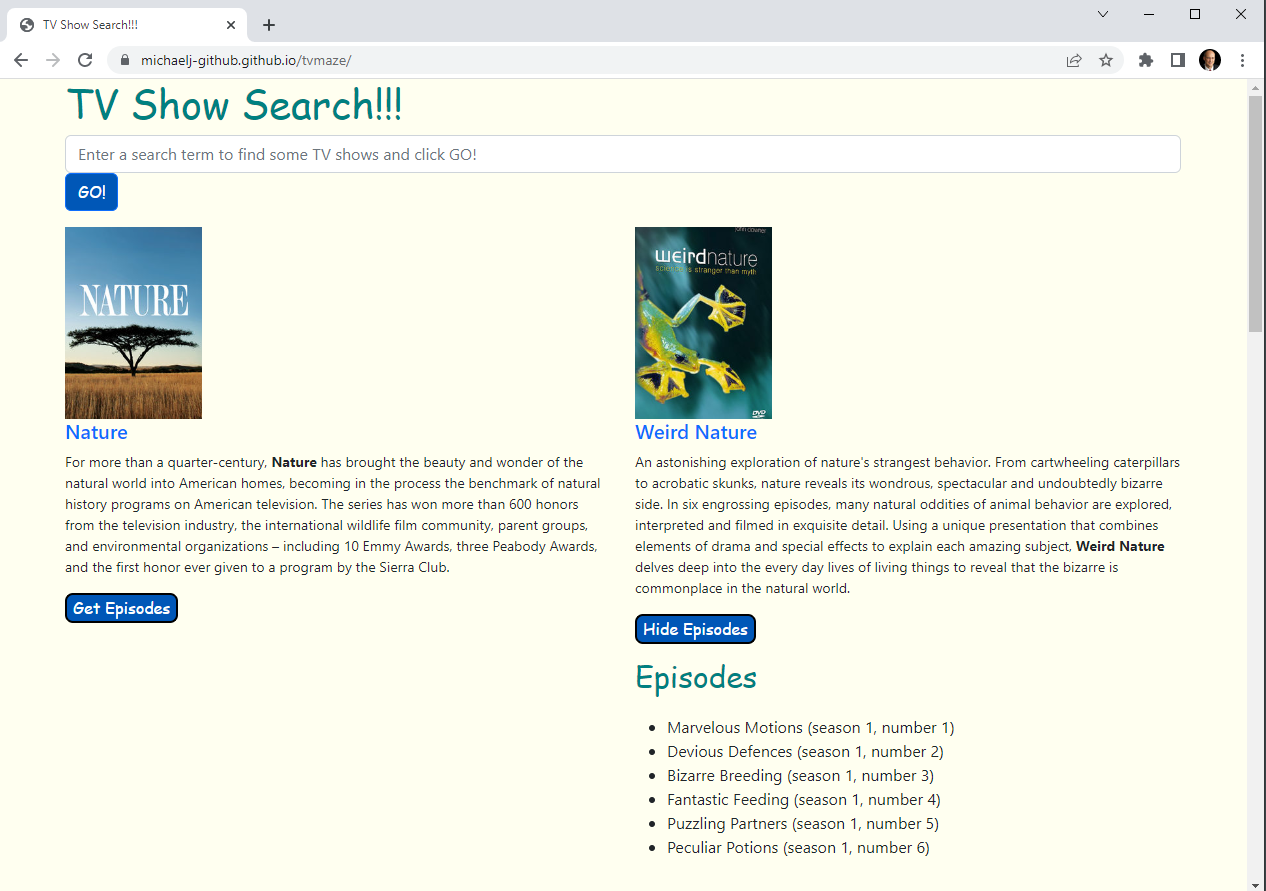 TV Show Search!!!
michaelj-github.github.io/tvmaze/
TV Show Search!!!
Enter a search term to find some TV shows and click GO!
GO!
NATURE
Nature
For more than a quarter-century, Nature has brought the beauty and wonder of the
natural world into American homes, becoming in the process the benchmark of natural
history programs on American television. The series has won more than 600 honors
from the television industry, the international wildlife film community, parent groups,
and environmental organizations – including 10 Emmy Awards, three Peabody Awards,
and the first honor ever given to a program by the Sierra Club.
Get Episodes
john downer
weirdnature
science is stranger than myth
DVD
Weird Nature
An astonishing exploration of nature's strangest behavior. From cartwheeling caterpillars
to acrobatic skunks, nature reveals its wondrous, spectacular and undoubtedly bizarre
side. In six engrossing episodes, many natural oddities of animal behavior are explored,
interpreted and filmed in exquisite detail. Using a unique presentation that combines
elements of drama and special effects to explain each amazing subject, Weird Nature
delves deep into the every day lives of living things to reveal that the bizarre is
commonplace in the natural world.
Hide Episodes
Episodes
Marvelous Motions (season 1, number 1)
Devious Defences (season 1, number 2)
Bizarre Breeding (season 1, number 3)
Fantastic Feeding (season 1, number 4)
Puzzling Partners (season 1, number 5)
Peculiar Potions (season 1, number 6)